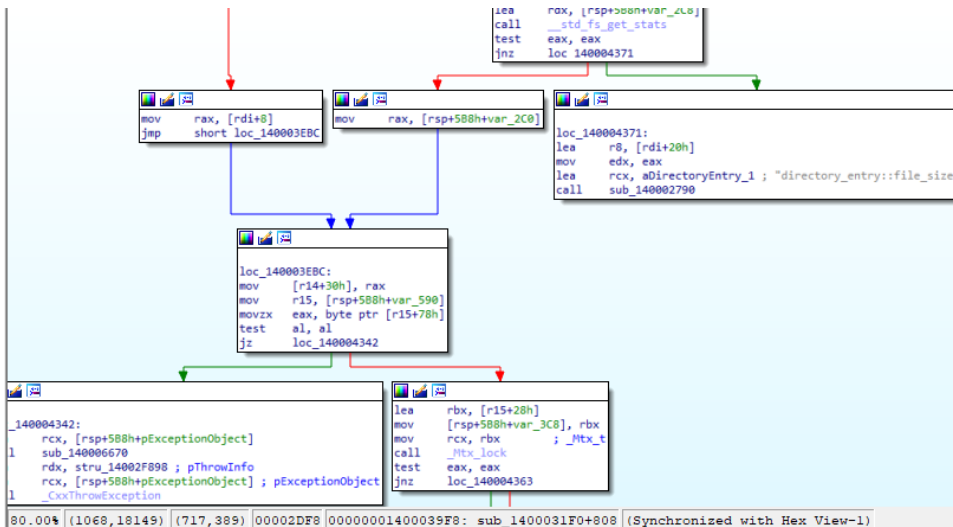 lea rdx, [rsp+5B8h+var_2C8]
call __std_fs_get_stats
test eax, eax
jnz loc_140004371
mov rax, [rdi+8]
jmp short loc_140003EBC
mov rax, [rsp+5B8h+var_2C0]
loc_140004371:
lea r8, [rdi+20h]
mov edx, eax
lea rcx, aDirectoryEntry_1 ; "directory_entry::file_size
call sub_140002790
loc_140003EBC:
mov [r14+30h], rax
mov r15, [rsp+5B8h+var_590]
movzx eax, byte ptr [r15+78h]
test al, al
jz loc_140004342
_140004342:
rcx, [rsp+5B8h+pExceptionObject]
l sub_140006670
rdx, stru_14002F898 ; pThrowInfo
rcx, [rsp+5B8h+pExceptionObject] ; pExceptionObject
l _CxxThrowException
lea rbx, [r15+28h]
mov [rsp+5B8h+var_3C8], rbx
mov rcx, rbx ; _Mtx_t
call _Mtx_lock
test eax, eax
jnz loc_140004363
80.00% (1068,18149) (717,389) 00002DF8 00000001400039F8: sub_1400031F0+808 (Synchronized with Hex View-1)